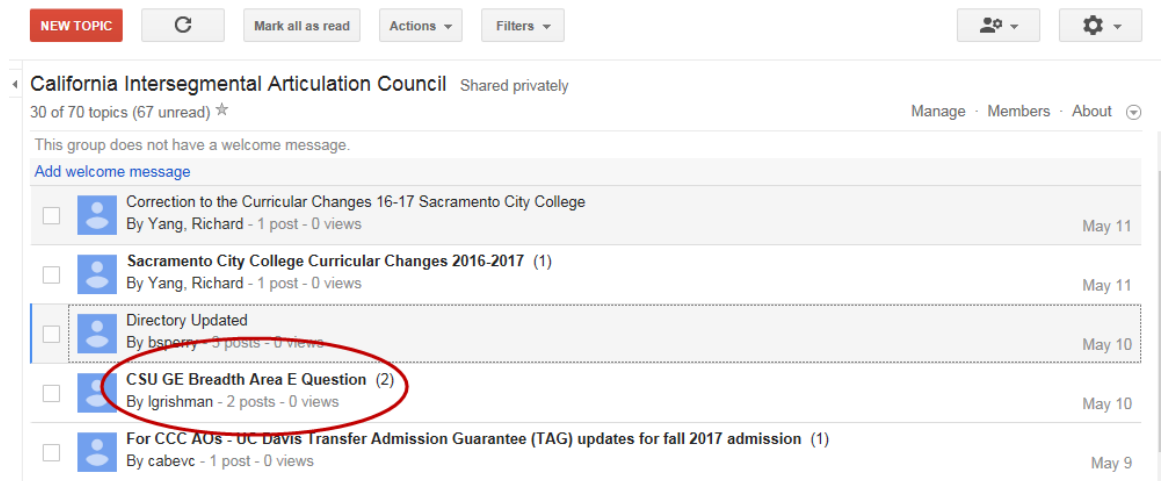 NEW TOPIC Mark all as read Actions Filters
California Intersegmental Articulation Council Shared privately
30 of 70 topics (67 unread)
Manage · Members · About
This group does not have a welcome message.
Add welcome message
Correction to the Curricular Changes 16-17 Sacramento City College
By Yang, Richard - 1 post - 0 views
May 11
Sacramento City College Curricular Changes 2016-2017 (1)
By Yang, Richard - 1 post - 0 views
May 11
Directory Updated
By bsperry - 3 posts - 0 views
May 10
CSU GE Breadth Area E Question (2)
By lgrishman - 2 posts - 0 views
May 10
For CCC AOs - UC Davis Transfer Admission Guarantee (TAG) updates for fall 2017 admission (1)
By cabevc - 1 post - 0 views
May 9